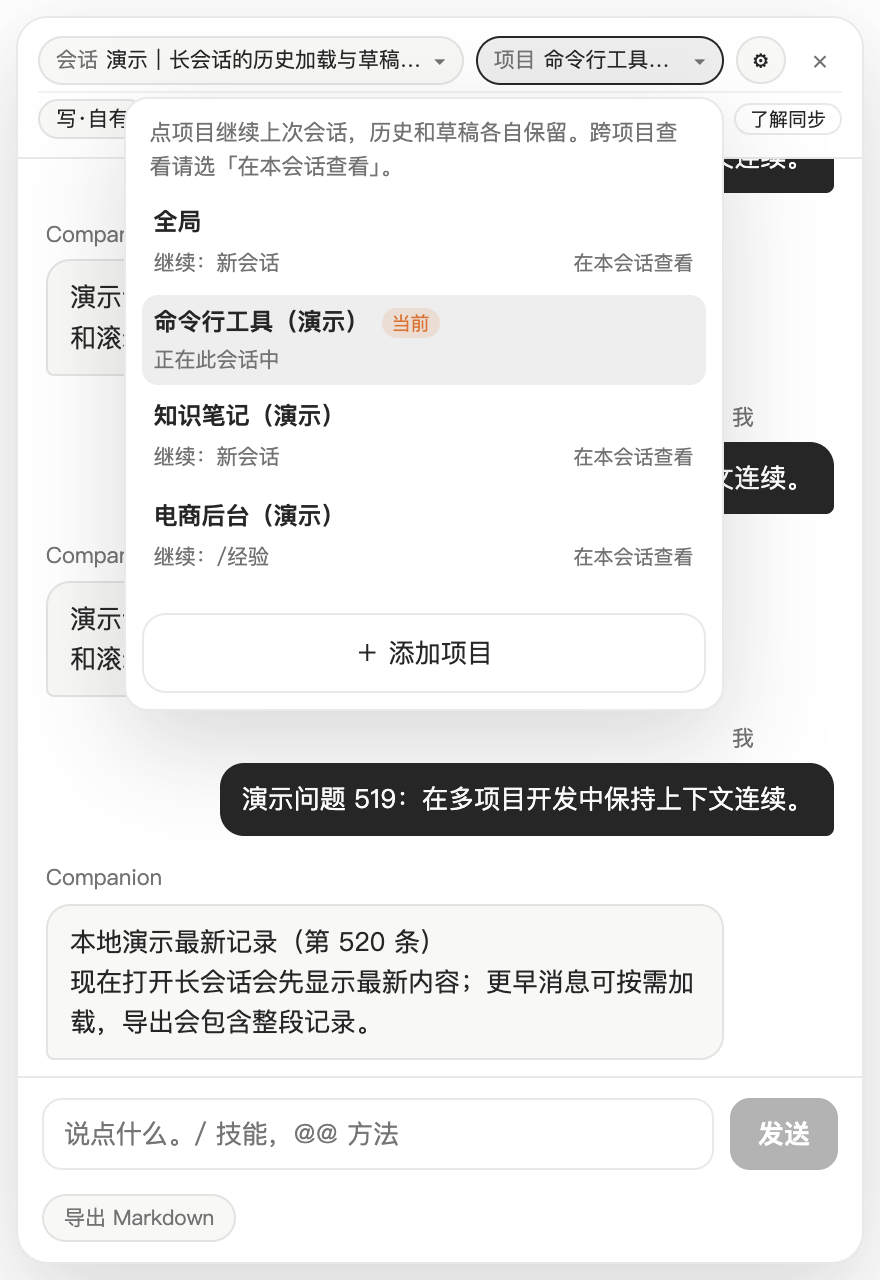 会话 演示 | 长会话的历史加载与草稿…
项目 命令行工具…
写·自有
了解同步
点项目继续上次会话，历史和草稿各自保留。跨项目查
看请选「在本会话查看」。
文连续。
全局
继续：新会话
在本会话查看
Compan
演示
和滚
命令行工具（演示）
当前
正在此会话中
知识笔记（演示）
继续：新会话
在本会话查看
我
文连续。
电商后台（演示）
继续：/经验
在本会话查看
Compan
演示
和滚
+ 添加项目
我
演示问题 519：在多项目开发中保持上下文连续。
Companion
本地演示最新记录（第 520 条）
现在打开长会话会先显示最新内容；更早消息可按需加
载，导出会包含整段记录。
说点什么。/ 技能，@@ 方法
发送
导出 Markdown